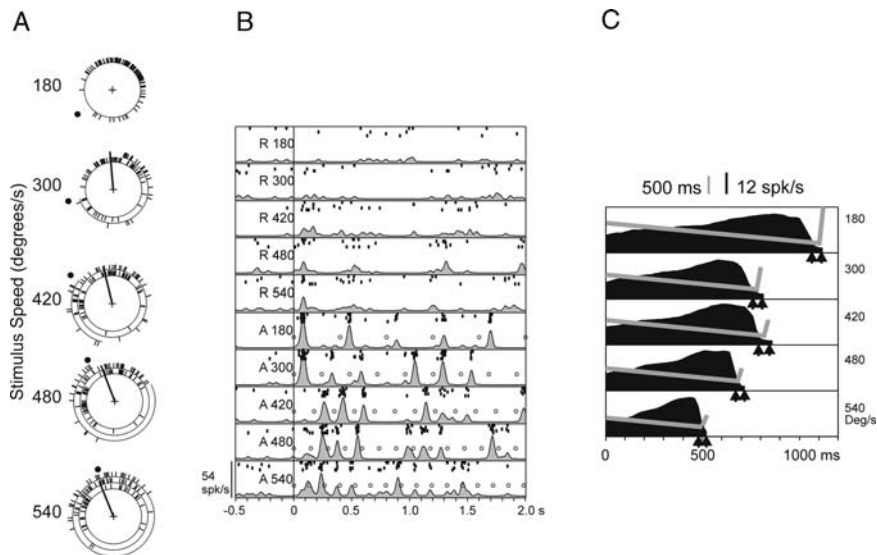 A
B
C
Stimulus Speed (degrees/s)
180
300
420
480
540
R 180
R 300
R 420
R 480
R 540
A 180
A 300
A 420
A 480
A 540
54
spk/s
-0.5
0
0.5
1.0
1.5
2.0 s
500 ms
12 spk/s
180
300
420
480
540
Deg/s
0
500
1000 ms